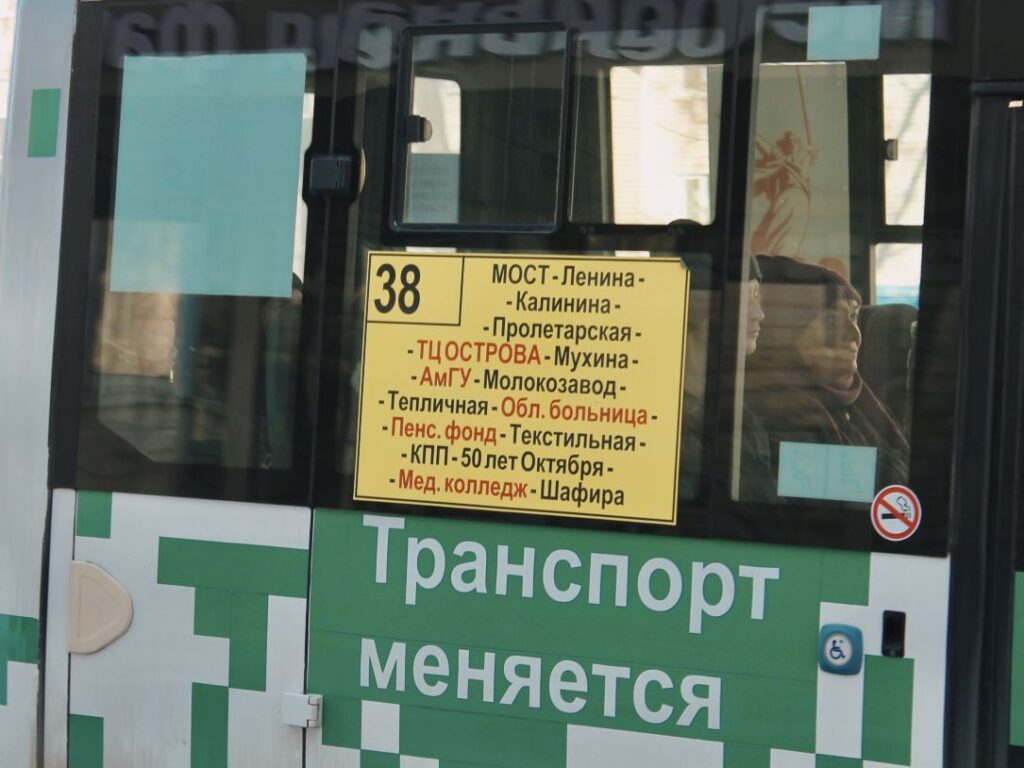 38
МОСТ - Ленина -
- Калинина -
- Пролетарская -
- ТЦ ОСТРОВА - Мухина -
- АмГУ - Молокозавод -
- Тепличная - Обл. больница -
- Пенс. фонд - Текстильная -
- КПП - 50 лет Октября -
- Мед. колледж - Шафира
Транспорт
меняется